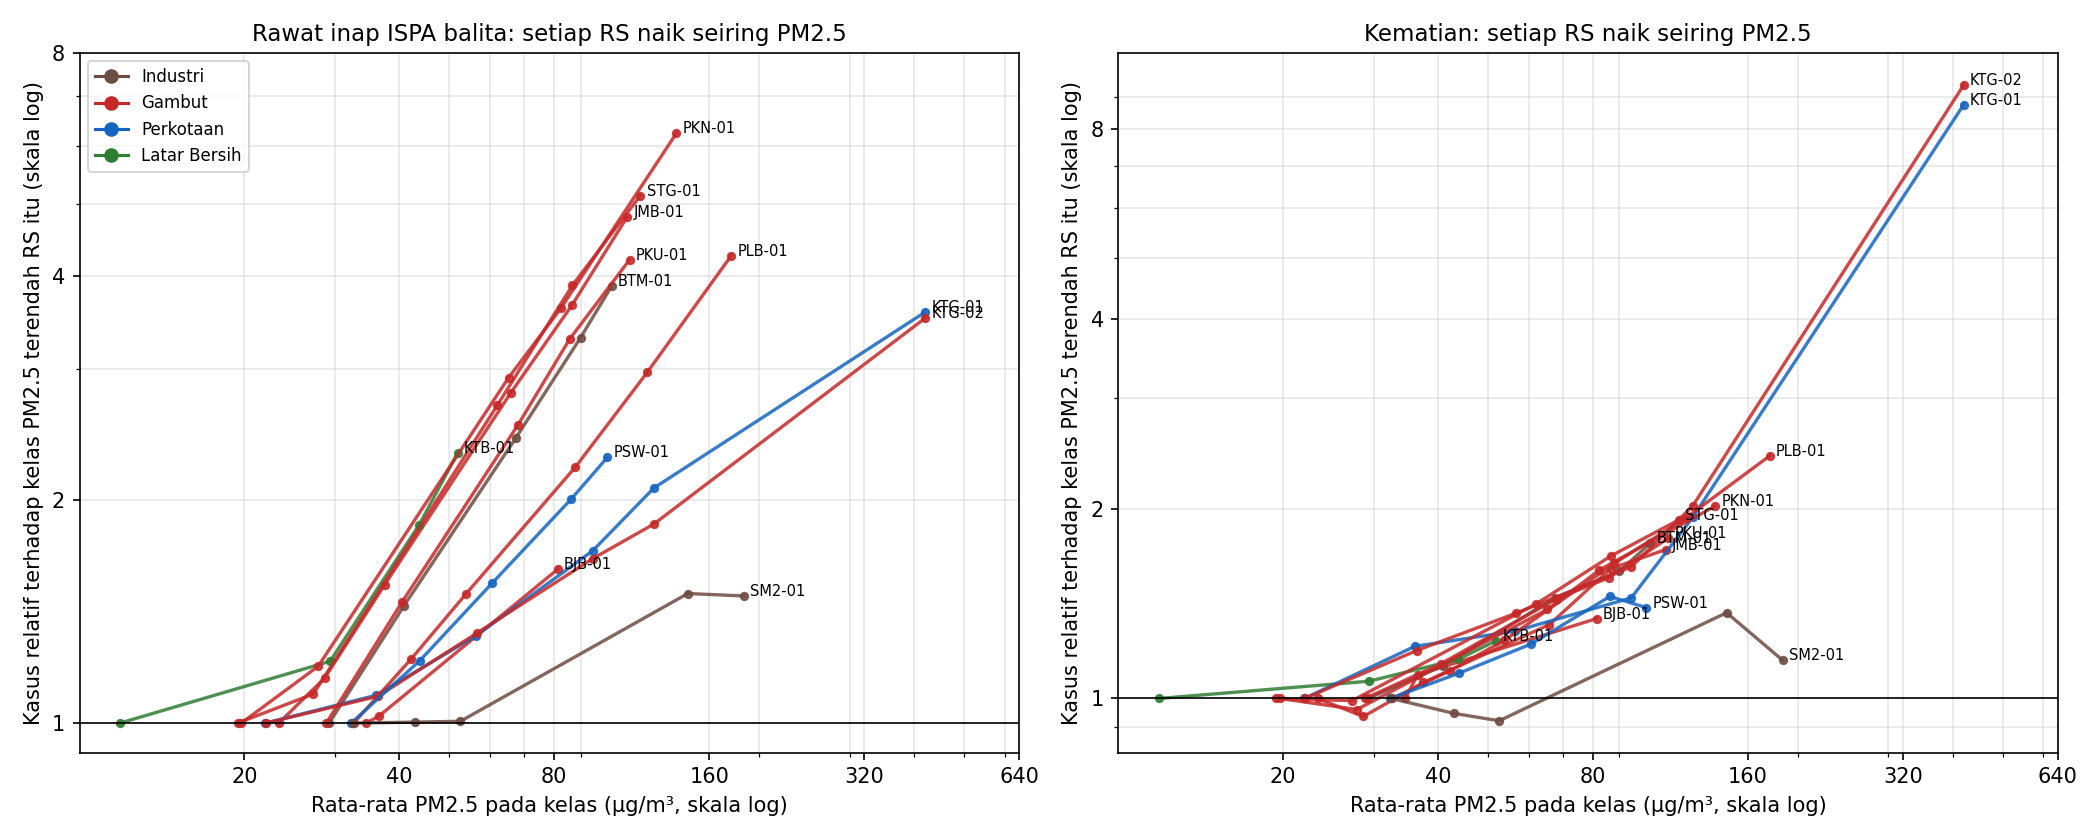 Rawat inap ISPA balita: setiap RS naik seiring PM2.5
Kasus relatif terhadap kelas PM2.5 terendah RS itu (skala log)
8
4
2
1
Industri
Gambut
Perkotaan
Latar Bersih
PKN-01
STG-01
JMB-01
PKU-01
PLB-01
BTM-01
KTG-01
KTG-02
KTB-01
PSW-01
BJB-01
SM2-01
20
40
80
160
320
640
Rata-rata PM2.5 pada kelas (µg/m³, skala log)
Kematian: setiap RS naik seiring PM2.5
Kasus relatif terhadap kelas PM2.5 terendah RS itu (skala log)
8
4
2
1
KTG-02
KTG-01
PLB-01
PKN-01
STG-01
PKU-01
BTM-01
JMB-01
PSW-01
BJB-01
KTB-01
SM2-01
20
40
80
160
320
640
Rata-rata PM2.5 pada kelas (µg/m³, skala log)